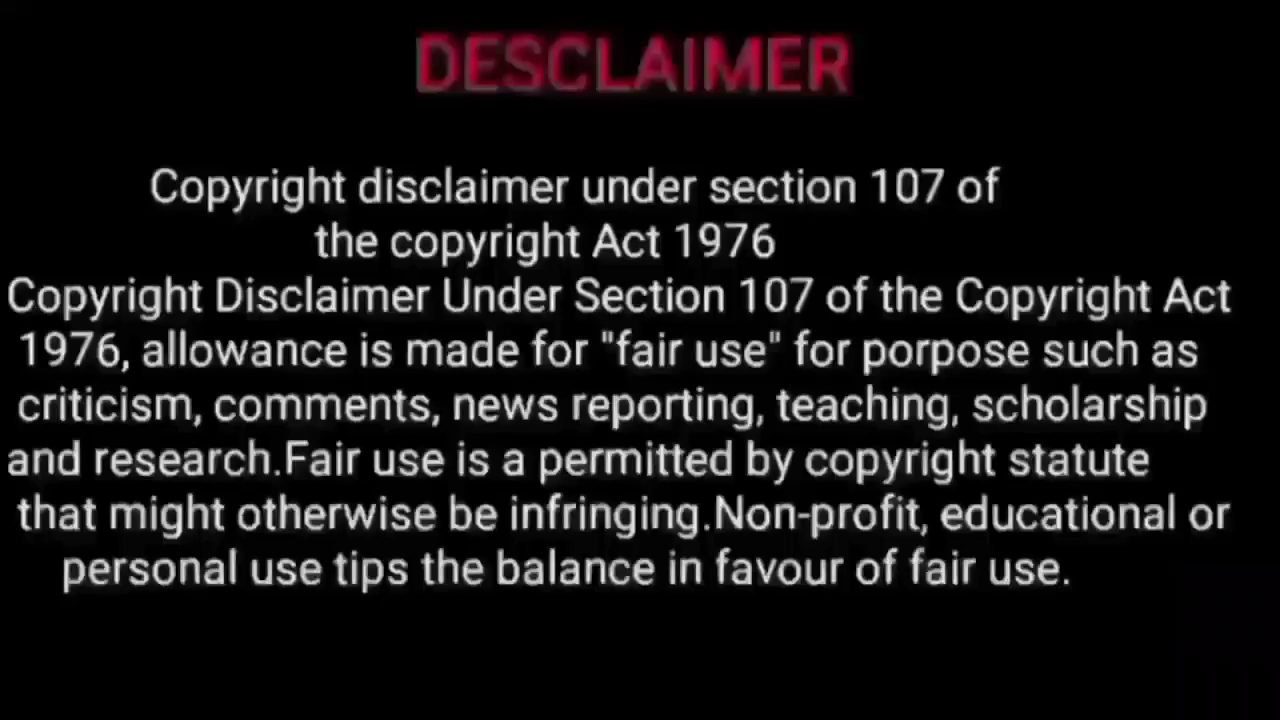 DESCLAIMER
Copyright disclaimer under section 107 of
the copyright Act 1976
Copyright Disclaimer Under Section 107 of the Copyright Act
1976, allowance is made for "fair use" for porpose such as
criticism, comments, news reporting, teaching, scholarship
and research.Fair use is a permitted by copyright statute
that might otherwise be infringing.Non-profit, educational or
personal use tips the balance in favour of fair use.